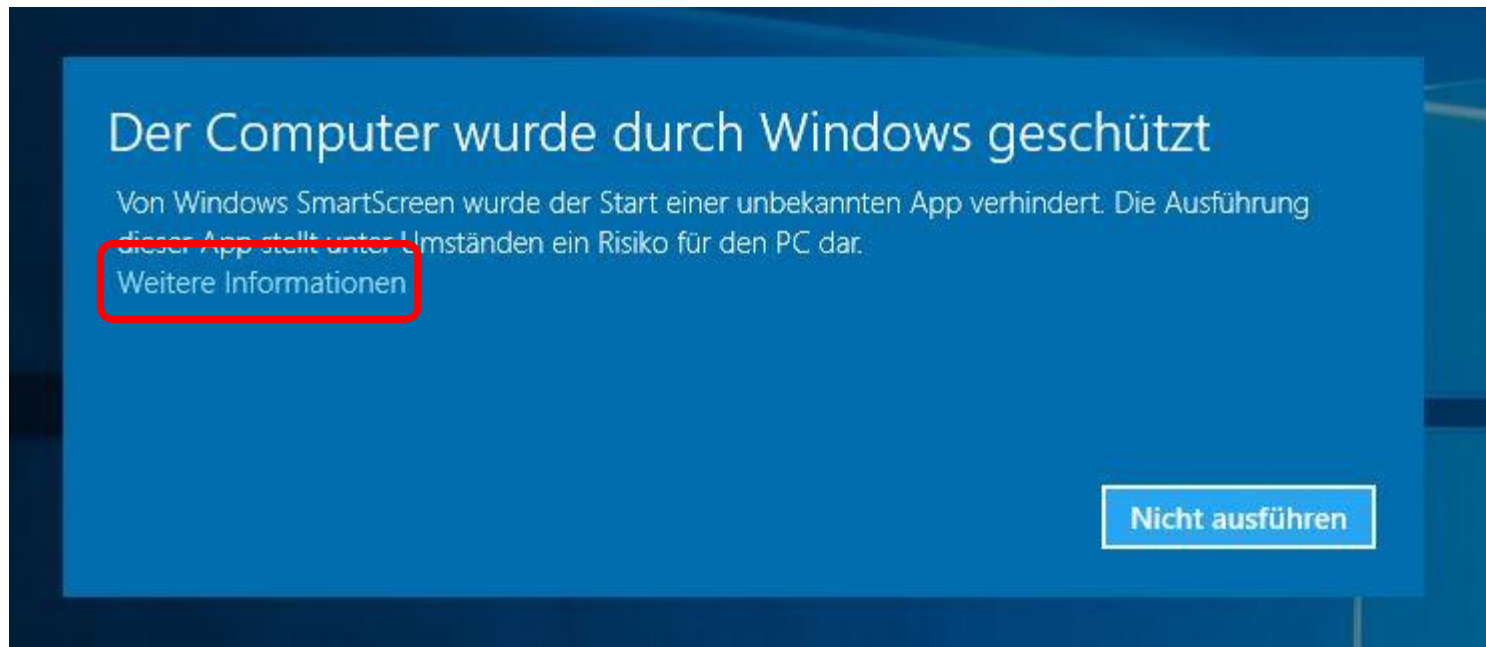 Der Computer wurde durch Windows geschützt
Von Windows SmartScreen wurde der Start einer unbekannten App verhindert. Die Ausführung
dieser App stellt unter Umständen ein Risiko für den PC dar.
Weitere Informationen
Nicht ausführen